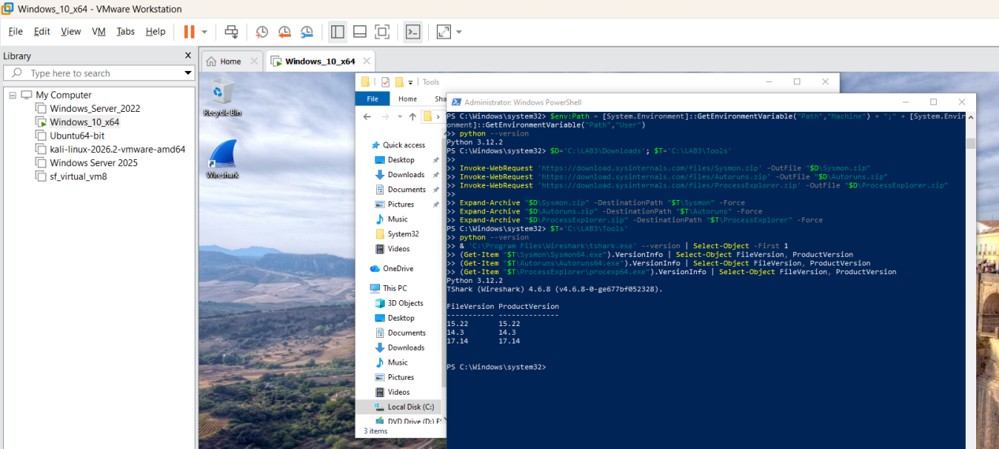 Windows_10_x64 - VMware Workstation
File Edit View VM Tabs Help
Library X
Type here to search
My Computer
Windows_Server_2022
Windows_10_x64
Ubuntu64-bit
kali-linux-2026.2-vmware-amd64
Windows Server 2025
sf_virtual_vm8
Home
Windows_10_x64
Recycle Bin
Wireshark
Tools
File Home Sha
Quick access
Desktop
Downloads
Documents
Pictures
Music
System32
Videos
OneDrive
This PC
3D Objects
Desktop
Documents
Downloads
Music
Pictures
Videos
Local Disk (C:)
DVD Drive (D:)
3 items
Administrator: Windows PowerShell
PS C:\Windows\system32> $env:Path = [System.Environment]::GetEnvironmentVariable("Path","Machine") + ";" + [System.Envir
onment]::GetEnvironmentVariable("Path","User")
>> python --version
Python 3.12.2
PS C:\Windows\system32> $D='C:\LAB3\Downloads'; $T='C:\LAB3\Tools'
>>
>> Invoke-WebRequest 'https://download.sysinternals.com/files/Sysmon.zip' -OutFile "$D\Sysmon.zip"
>> Invoke-WebRequest 'https://download.sysinternals.com/files/Autoruns.zip' -OutFile "$D\Autoruns.zip"
>> Invoke-WebRequest 'https://download.sysinternals.com/files/ProcessExplorer.zip' -OutFile "$D\ProcessExplorer.zip"
>>
>> Expand-Archive "$D\Sysmon.zip" -DestinationPath "$T\Sysmon" -Force
>> Expand-Archive "$D\Autoruns.zip" -DestinationPath "$T\Autoruns" -Force
>> Expand-Archive "$D\ProcessExplorer.zip" -DestinationPath "$T\ProcessExplorer" -Force
PS C:\Windows\system32> $T='C:\LAB3\Tools'
>> python --version
>> & 'C:\Program Files\Wireshark\tshark.exe' --version | Select-Object -First 1
>> (Get-Item "$T\Sysmon\Sysmon64.exe").VersionInfo | Select-Object FileVersion, ProductVersion
>> (Get-Item "$T\Autoruns\Autoruns64.exe").VersionInfo | Select-Object FileVersion, ProductVersion
>> (Get-Item "$T\ProcessExplorer\procexp64.exe").VersionInfo | Select-Object FileVersion, ProductVersion
Python 3.12.2
TShark (Wireshark) 4.6.8 (v4.6.8-0-ge677bf052328).
FileVersion ProductVersion
----------- --------------
15.22 15.22
14.3 14.3
17.14 17.14
PS C:\Windows\system32>